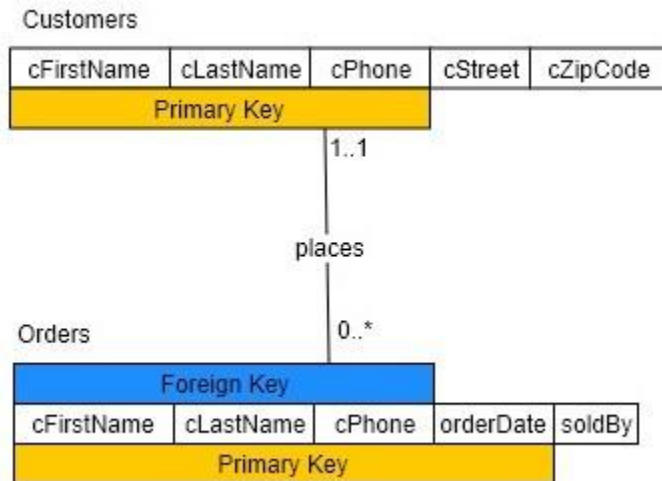 Customers
cFirstName cLastName cPhone cStreet cZipCode
Primary Key
1..1
places
0..*
Orders
Foreign Key
cFirstName cLastName cPhone orderDate soldBy
Primary Key